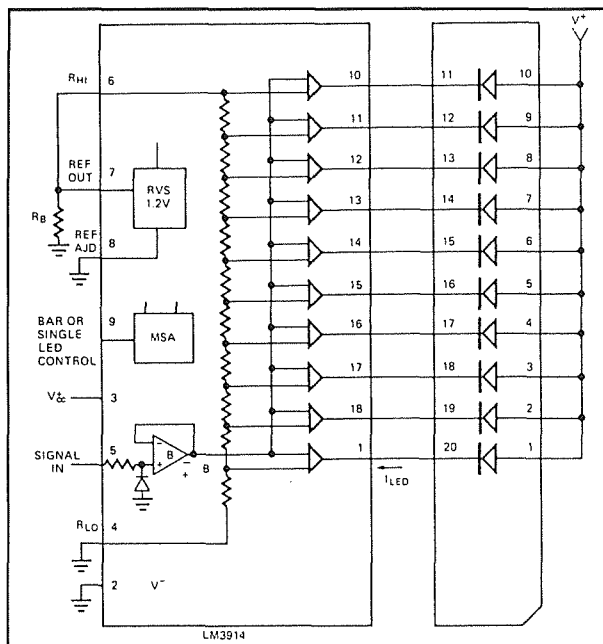 V+
RHI 6
10 11 10
11 12 9
REF OUT 7
12 13 8
RVS 1.2V
13 14 7
RB
REF AJD 8
14 15 6
15 16 5
BAR OR SINGLE LED CONTROL 9
MSA
16 17 4
17 18 3
V+CC 3
18 19 2
SIGNAL IN 5
B
- +
- +
B
1 20 1
ILED
RLO 4
2 V-
LM3914